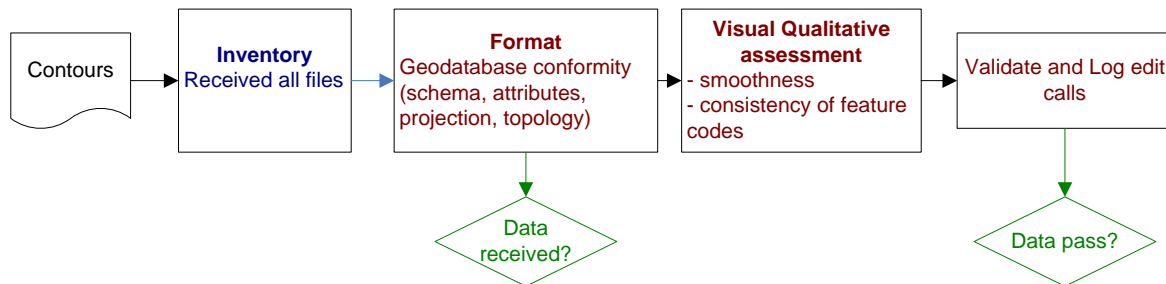 Contours
Inventory
Received all files
Format
Geodatabase conformity
(schema, attributes,
projection, topology)
Visual Qualitative
assessment
- smoothness
- consistency of feature
codes
Validate and Log edit
calls
Data
received?
Data pass?